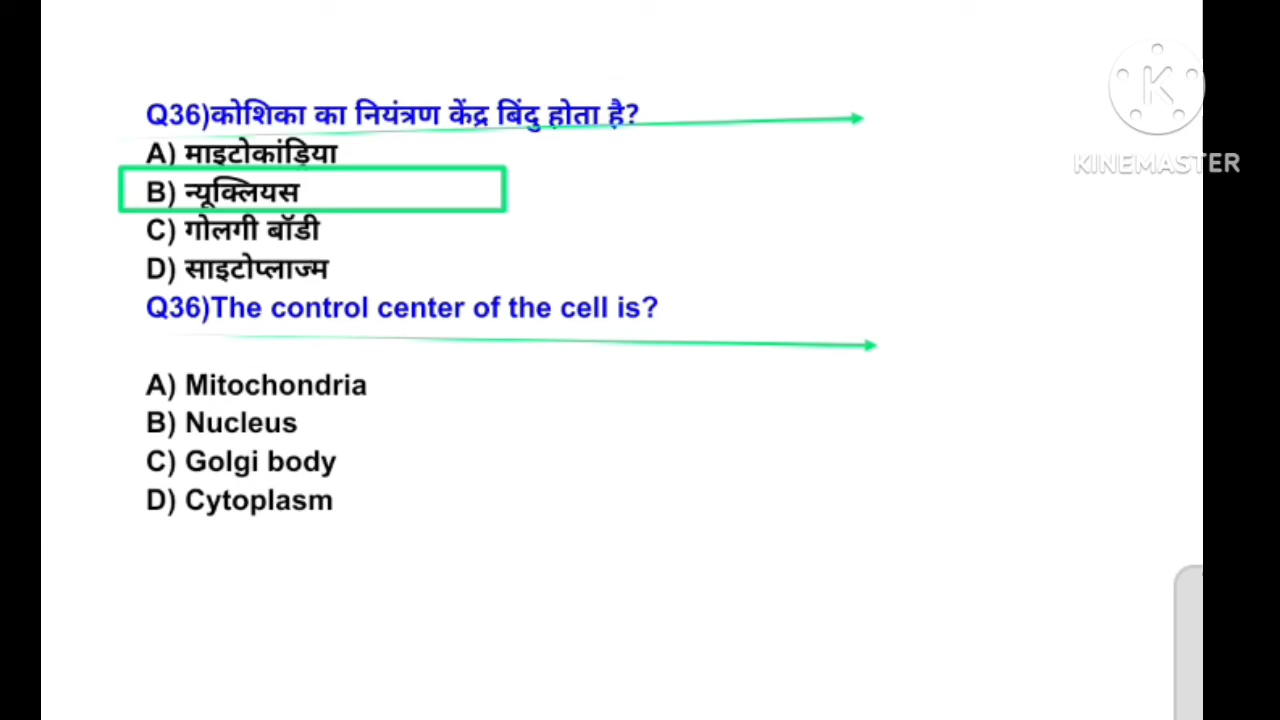 Q36)कोशिका का नियंत्रण केंद्र बिंदु होता है?
A) माइटोकांड्रिया
B) न्यूक्लियस
C) गोलगी बॉडी
D) साइटोप्लाज्म
Q36)The control center of the cell is?
A) Mitochondria
B) Nucleus
C) Golgi body
D) Cytoplasm
K
KINEMASTER